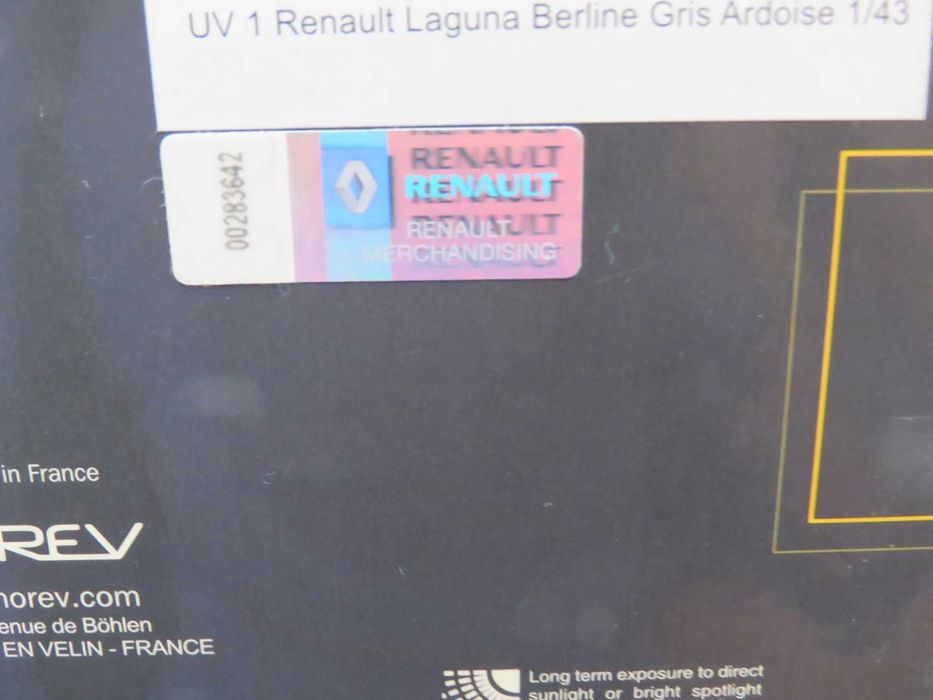 UV 1 Renault Laguna Berline Gris Ardoise 1/43
00283642
RENAULT
RENAULT
RENAULT
RENAULT
MERCHANDISING
in France
REV
norev.com
enue de Böhlen
EN VELIN - FRANCE
Long term exposure to direct
sunlight or bright spotlight